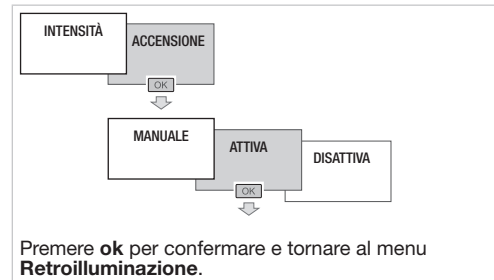 INTENSITÀ
ACCENSIONE
OK
MANUALE
ATTIVA
DISATTIVA
OK
Premere ok per confermare e tornare al menu
Retroilluminazione.